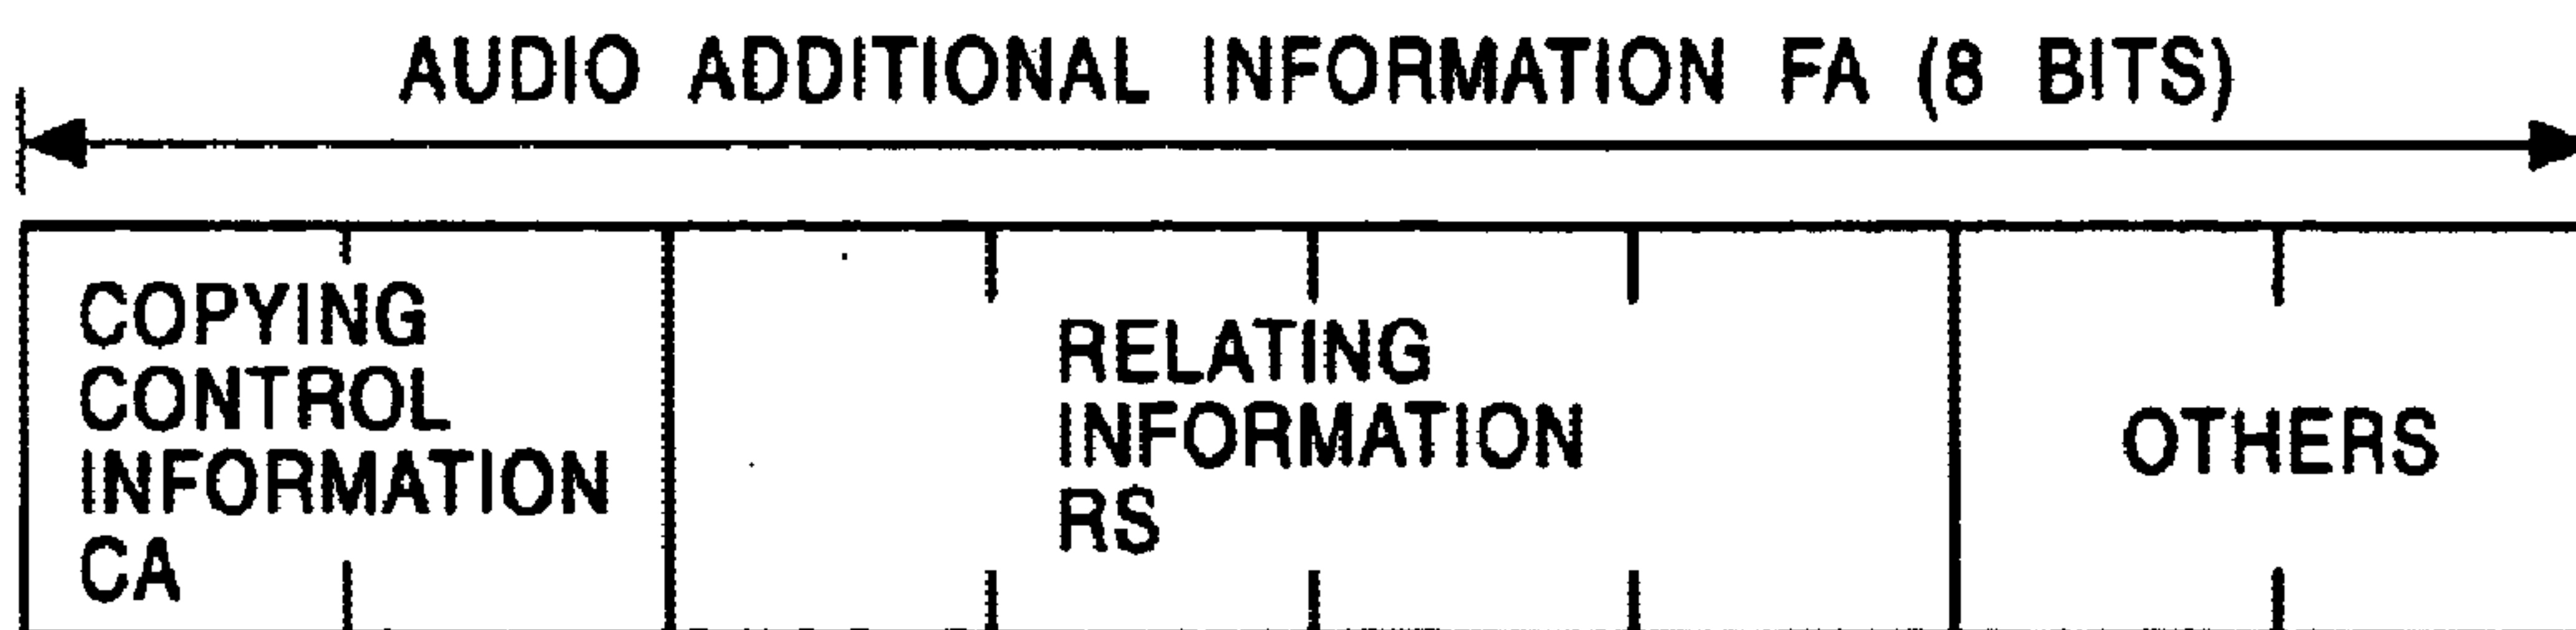 AUDIO ADDITIONAL INFORMATION FA (8 BITS)
COPYING
CONTROL
INFORMATION
CA
RELATING
INFORMATION
RS
OTHERS